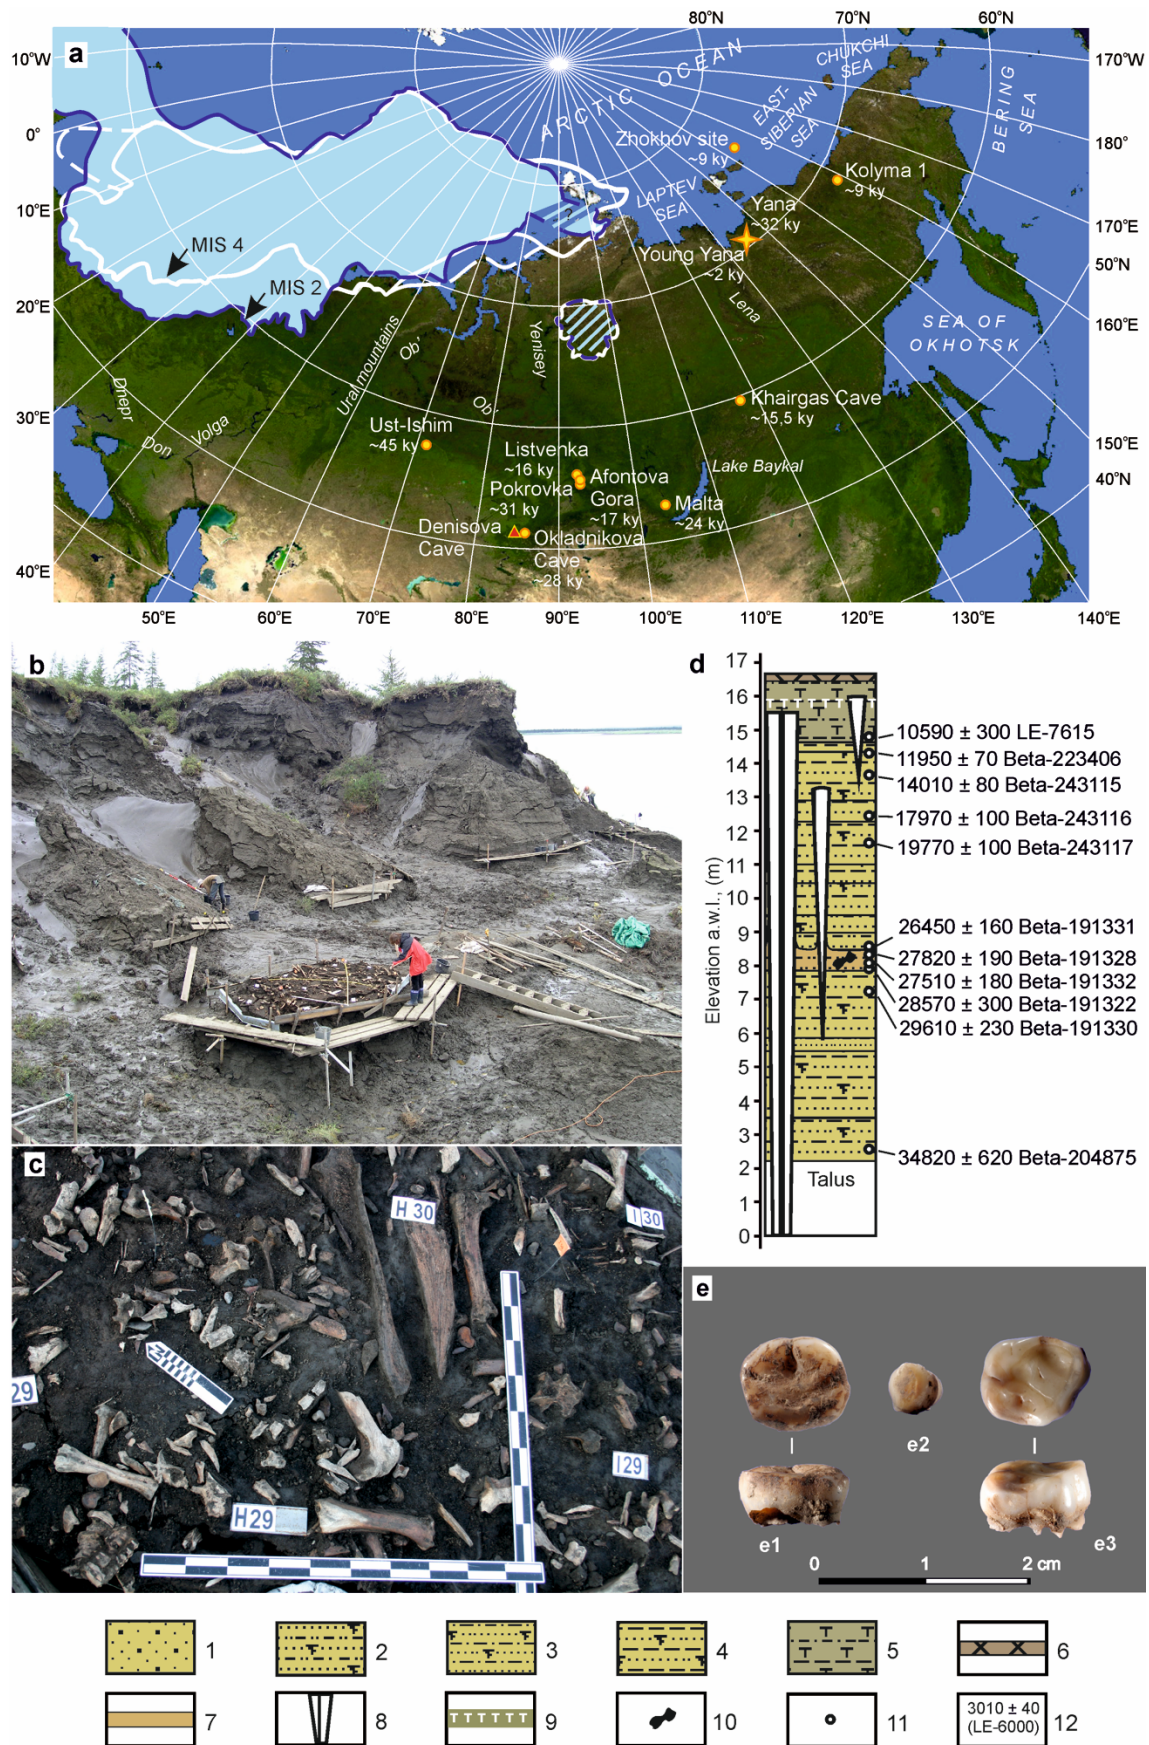 80°N
70°N
60°N
a
10°W
0°
10°E
20°E
30°E
40°E
170°W
180°
170°E
50°N
160°E
150°E
40°N
50°E
60°E
70°E
80°E
90°E
100°E
110°E
120°E
130°E
140°E
ARCTIC OCEAN
CHUKCHI
SEA
EAST-
SIBERIAN
SEA
BERING
SEA
LAPTEV
SEA
SEA OF
OKHOTSK
Zhokhov site
~9 ky
Kolyma 1
~9 ky
Yana
~32 ky
Young Yana
~2 ky
Lena
MIS 4
MIS 2
?
Ural mountains
Ob'
Ob'
Yenisey
Dnepr
Don
Volga
Ust-Ishim
~45 ky
Khairgas Cave
~15,5 ky
Lake Baykal
Listvenka
~16 ky
Pokrovka
~31 ky
Afontova
Gora
~17 ky
Malta
~24 ky
Denisova
Cave
Okladnikova
Cave
~28 ky
b
c
H 30
I 30
29
I29
H29
N
d
Elevation a.w.l., (m)
17
16
15
14
13
12
11
10
9
8
7
6
5
4
3
2
1
0
10590 ± 300 LE-7615
11950 ± 70 Beta-223406
14010 ± 80 Beta-243115
17970 ± 100 Beta-243116
19770 ± 100 Beta-243117
26450 ± 160 Beta-191331
27820 ± 190 Beta-191328
27510 ± 180 Beta-191332
28570 ± 300 Beta-191322
29610 ± 230 Beta-191330
34820 ± 620 Beta-204875
Talus
e
e1
e2
e3
0 1 2 cm
1
2
3
4
5
6
7
8
9
10
11
3010 ± 40
(LE-6000)
12